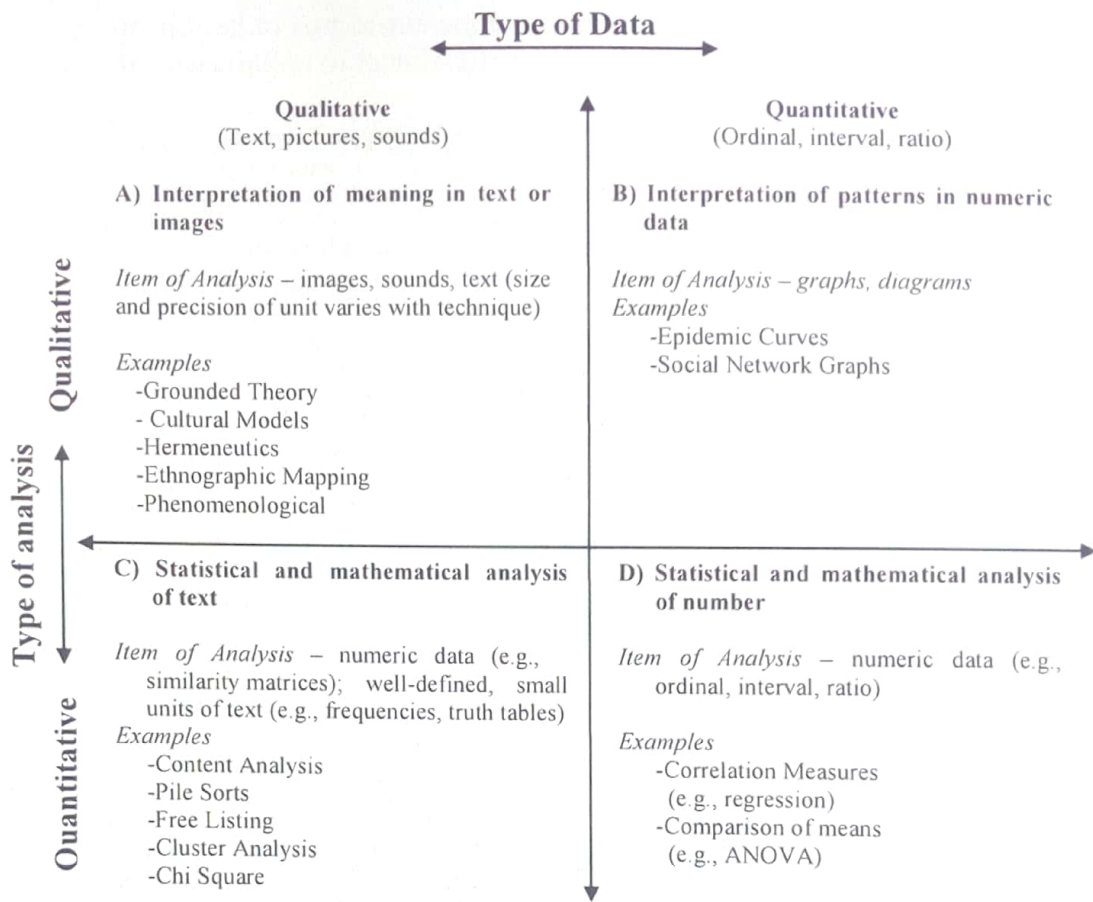 Type of Data
Qualitative
(Text, pictures, sounds)
Quantitative
(Ordinal, interval, ratio)
Type of analysis
Qualitative
Quantitative
A) Interpretation of meaning in text or
images
Item of Analysis – images, sounds, text (size
and precision of unit varies with technique)
Examples
-Grounded Theory
- Cultural Models
-Hermeneutics
-Ethnographic Mapping
-Phenomenological
B) Interpretation of patterns in numeric
data
Item of Analysis – graphs, diagrams
Examples
-Epidemic Curves
-Social Network Graphs
C) Statistical and mathematical analysis
of text
Item of Analysis – numeric data (e.g.,
similarity matrices); well-defined, small
units of text (e.g., frequencies, truth tables)
Examples
-Content Analysis
-Pile Sorts
-Free Listing
-Cluster Analysis
-Chi Square
D) Statistical and mathematical analysis
of number
Item of Analysis – numeric data (e.g.,
ordinal, interval, ratio)
Examples
-Correlation Measures
(e.g., regression)
-Comparison of means
(e.g., ANOVA)